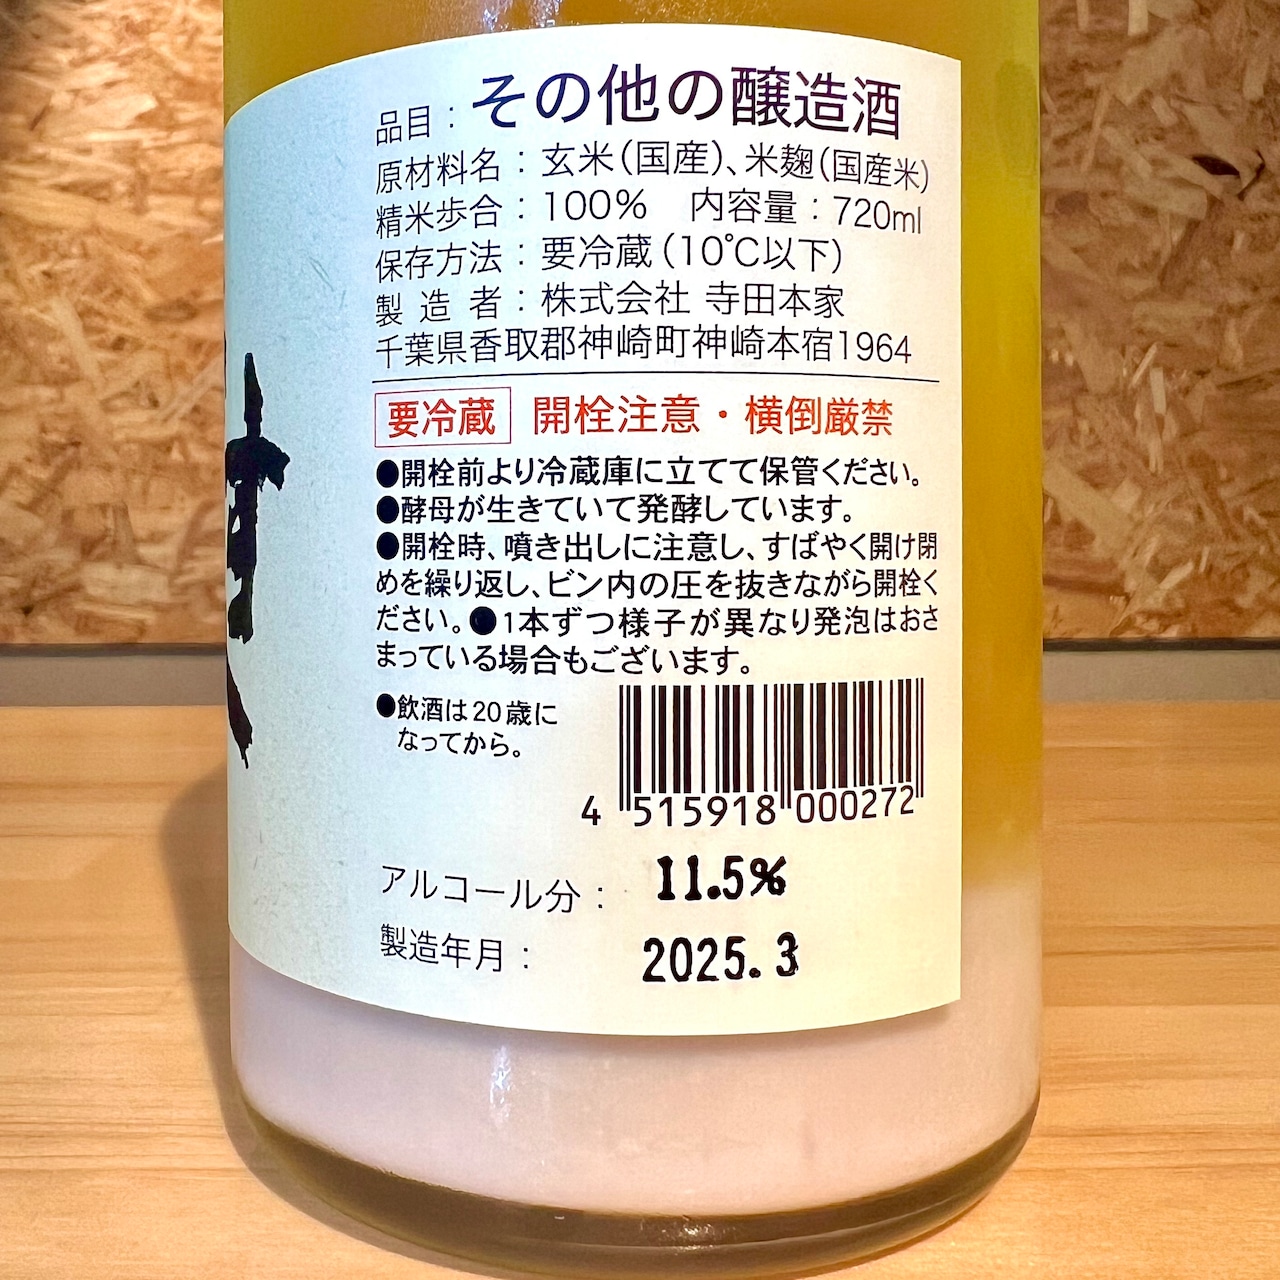 品目：その他の醸造酒
原材料名：玄米（国産）、米麹（国産米）
精米歩合：100%　内容量：720ml
保存方法：要冷蔵（10℃以下）
製造者：株式会社 寺田本家
千葉県香取郡神崎町神崎本宿1964
要冷蔵 開栓注意・横倒厳禁
●開栓前より冷蔵庫に立てて保管ください。
●酵母が生きていて発酵しています。
●開栓時、噴き出しに注意し、すばやく開け閉
めを繰り返し、ビン内の圧を抜きながら開栓く
ださい。●1本ずつ様子が異なり発泡はおさ
まっている場合もございます。
●飲酒は20歳に
なってから。
4 515918 000272
アルコール分：11.5%
製造年月：2025.3